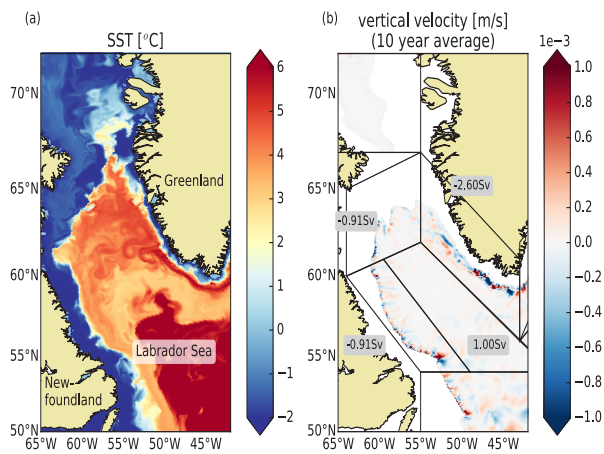 (a)
SST [°C]
70°N
65°N
60°N
55°N
50°N
65°W 60°W 55°W 50°W 45°W
Greenland
Labrador Sea
New-
foundland
6
5
4
3
2
1
0
−1
−2
(b)
vertical velocity [m/s]
(10 year average)
1e−3
70°N
65°N
60°N
55°N
50°N
65°W 60°W 55°W 50°W 45°W
-2.60Sv
-0.91Sv
-0.91Sv
1.00Sv
1.0
0.8
0.6
0.4
0.2
0.0
−0.2
−0.4
−0.6
−0.8
−1.0